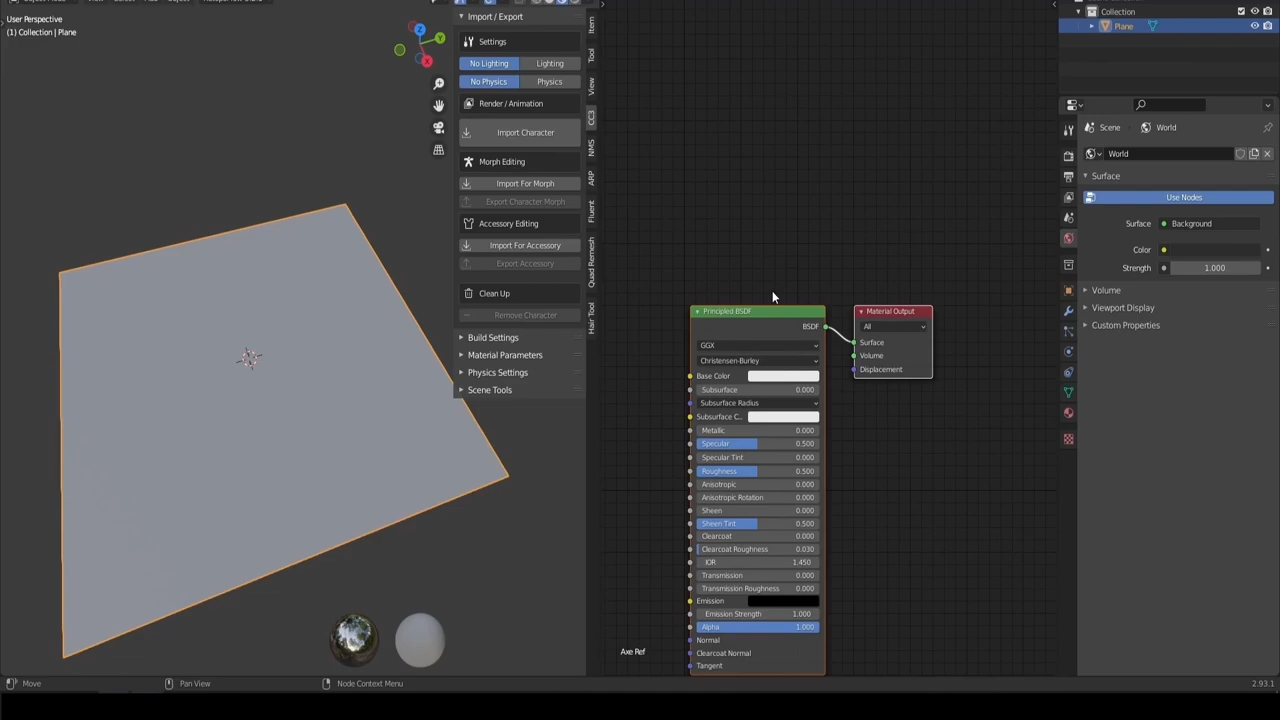 User Perspective
(1) Collection | Plane
Import / Export
Settings
No Lighting
Lighting
No Physics
Physics
Render / Animation
Import Character
Morph Editing
Import For Morph
Export Character Morph
Accessory Editing
Import For Accessory
Export Accessory
Clean Up
Remove Character
Build Settings
Material Parameters
Physics Settings
Scene Tools
Item
Tool
View
CC3
NMS
ARP
Fluent
Quad Remesh
Hair Tool
Z
Y
X
Principled BSDF
BSDF
GGX
Christensen-Burley
Base Color
Subsurface 0.000
Subsurface Radius
Subsurface C..
Metallic 0.000
Specular 0.500
Specular Tint 0.000
Roughness 0.500
Anisotropic 0.000
Anisotropic Rotation 0.000
Sheen 0.000
Sheen Tint 0.500
Clearcoat 0.000
Clearcoat Roughness 0.030
IOR 1.450
Transmission 0.000
Transmission Roughness 0.000
Emission
Emission Strength 1.000
Alpha 1.000
Normal
Clearcoat Normal
Tangent
Material Output
All
Surface
Volume
Displacement
Axe Ref
Collection
Plane
Scene
World
World
Surface
Use Nodes
Surface
Background
Color
Strength 1.000
Volume
Viewport Display
Custom Properties
Move
Pan View
Node Context Menu
2.93.1